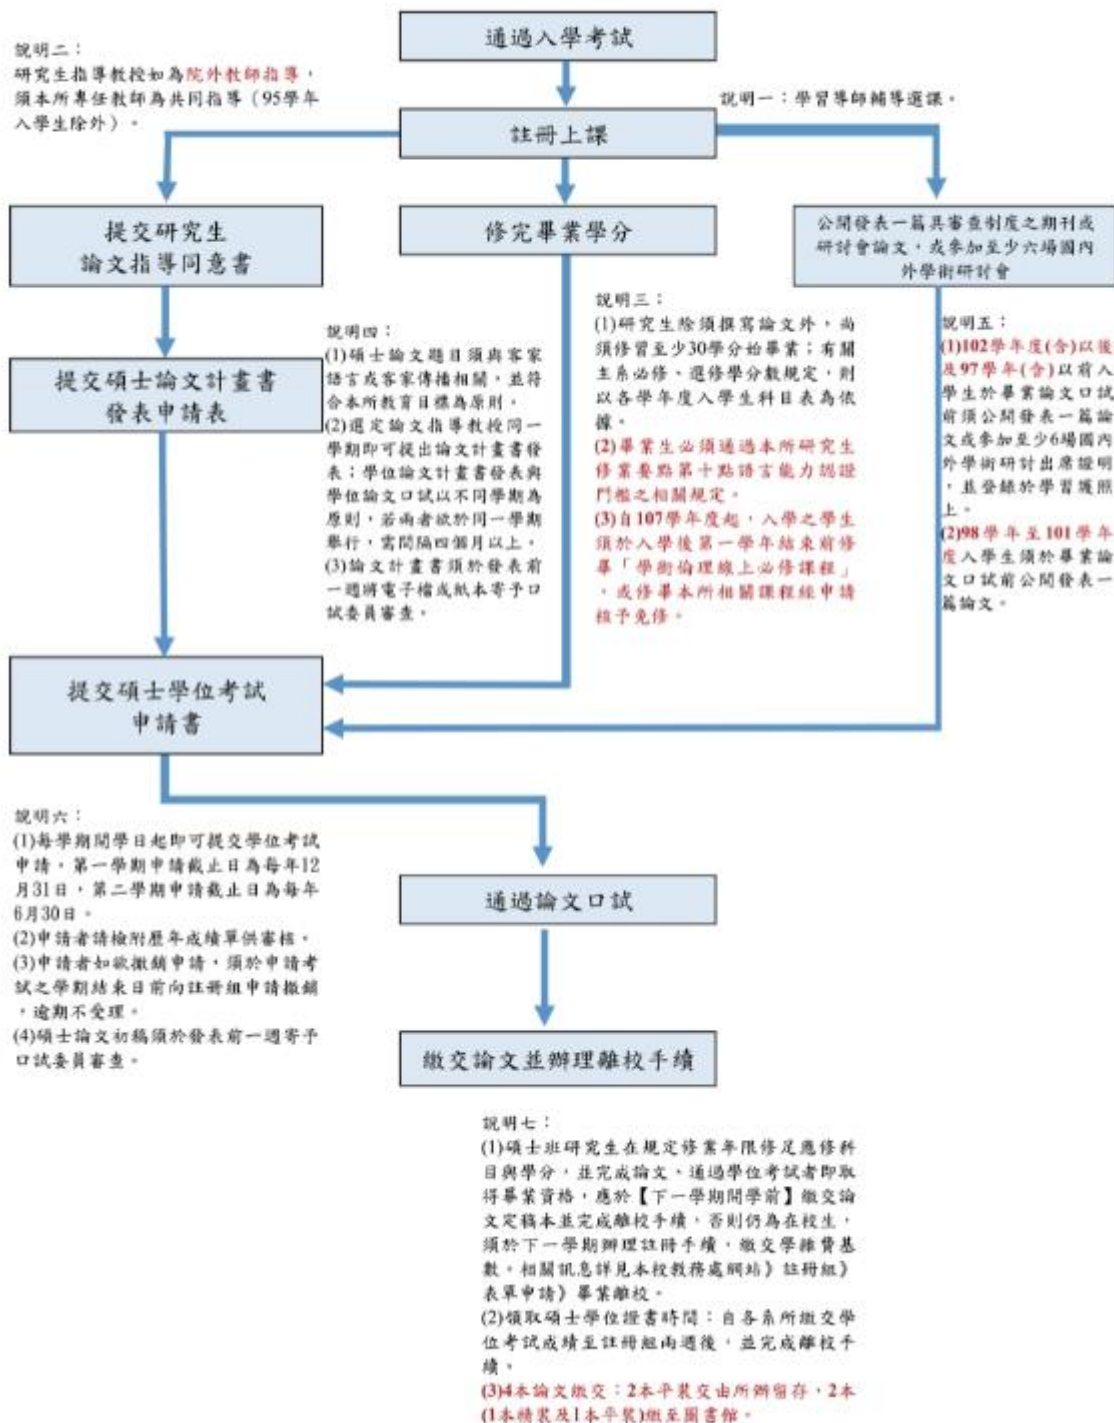 通過入學考試
說明二：
研究生指導教授如為院外教師指導，
須本所專任教師為共同指導（95學年
入學生除外）。
說明一：學習導師輔導選課。
註冊上課
提交研究生
論文指導同意書
修完畢業學分
公開發表一篇具審查制度之期刊或
研討會論文，或參加至少六場國內
外學術研討會
提交碩士論文計畫書
發表申請表
說明四：
(1)碩士論文題目須與客家
語言或客家傳播相關，並符
合本所教育目標為原則。
(2)選定論文指導教授同一
學期即可提出論文計畫書發
表；學位論文計畫書發表與
學位論文口試以不同學期為
原則，若兩者欲於同一學期
舉行，需間隔四個月以上。
(3)論文計畫書須於發表前
一週將電子檔或紙本寄予口
試委員審查。
說明三：
(1)研究生除須撰寫論文外，尚
須修習至少30學分始畢業；有關
主系必修、選修學分數規定，則
以各學年度入學生科目表為依
據。
(2)畢業生必須通過本所研究生
修業要點第十點語言能力認證
門檻之相關規定。
(3)自107學年度起，入學之學生
須於入學後第一學年結束前修
畢「學術倫理線上必修課程」
，或修畢本所相關課程經申請
核予免修。
說明五：
(1)102學年度(含)以後
及97學年(含)以前入
學生於畢業論文口試
前須公開發表一篇論
文或參加至少6場國內
外學術研討出席證明
，並登錄於學習護照
上。
(2)98學年至101學年
度入學生須於畢業論
文口試前公開發表一
篇論文。
提交碩士學位考試
申請書
說明六：
(1)每學期開學日起即可提交學位考試
申請，第一學期申請截止日為每年12
月31日，第二學期申請截止日為每年
6月30日。
(2)申請者請檢附歷年成績單供審核。
(3)申請者如欲撤銷申請，須於申請考
試之學期結束日前向註冊組申請撤銷
，逾期不受理。
(4)碩士論文初稿須於發表前一週寄予
口試委員審查。
通過論文口試
繳交論文並辦理離校手續
說明七：
(1)碩士班研究生在規定修業年限修足應修科
目與學分，並完成論文、通過學位考試者即取
得畢業資格，應於【下一學期開學前】繳交論
文定稿本並完成離校手續，否則仍為在校生，
須於下一學期辦理註冊手續，繳交學雜費基
數。相關訊息詳見本校教務處網站》註冊組》
表單申請》畢業離校。
(2)領取碩士學位證書時間：自各系所繳交學
位考試成績至註冊組兩週後，並完成離校手
續。
(3)4本論文繳交：2本平裝交由所辦留存，2本
(1本精裝及1本平裝)繳至圖書館。